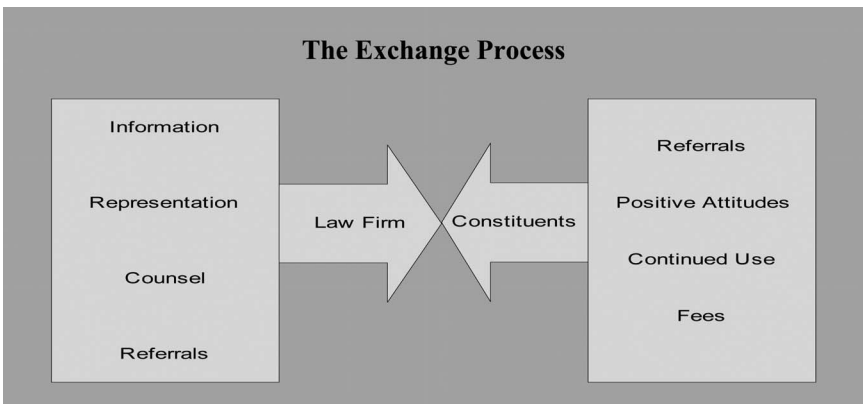 The Exchange Process
Information
Representation
Counsel
Referrals
Law Firm
Constituents
Referrals
Positive Attitudes
Continued Use
Fees